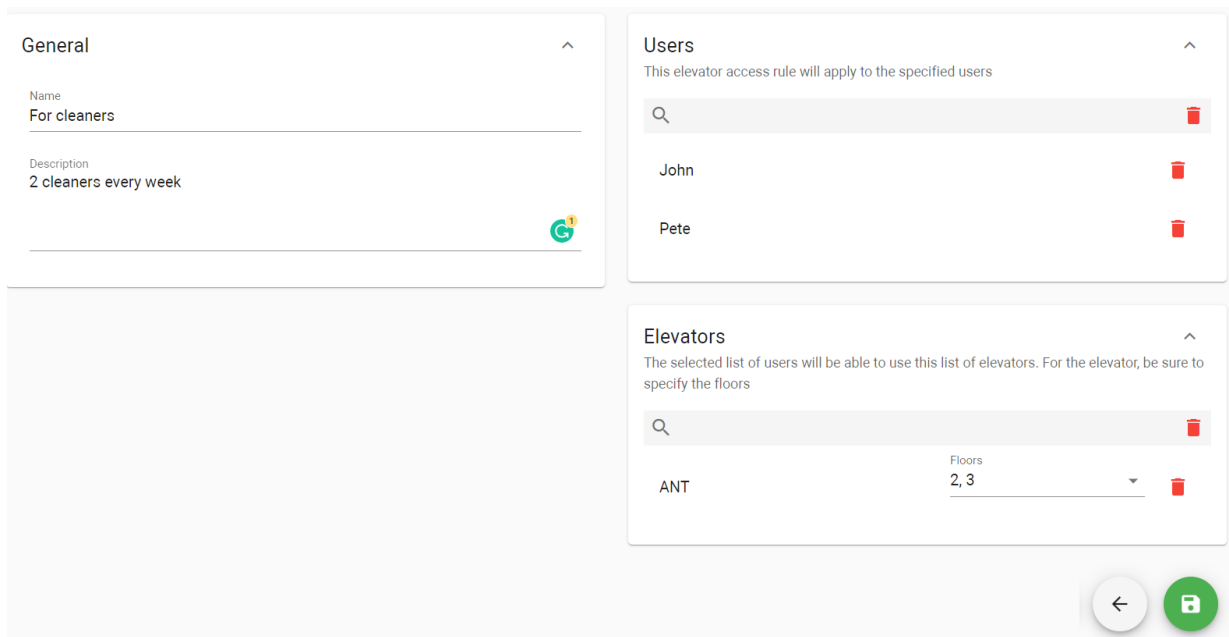 General
Name
For cleaners
Description
2 cleaners every week
1
Users
This elevator access rule will apply to the specified users
John
Pete
Elevators
The selected list of users will be able to use this list of elevators. For the elevator, be sure to
specify the floors
ANT
Floors
2, 3